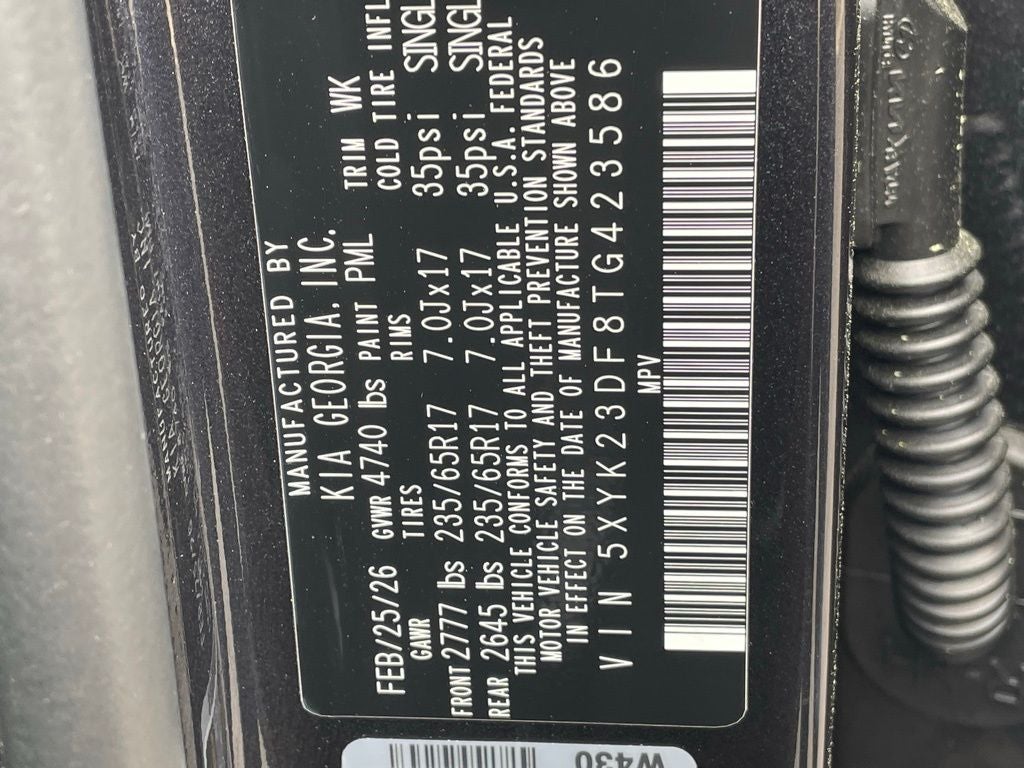 MANUFACTURED BY
KIA GEORGIA, INC.
FEB/25/26 GVWR 4740 lbs PAINT PML TRIM WK
GAWR TIRES RIMS COLD TIRE INFL
FRONT 2777 lbs 235/65R17 7.0Jx17 35psi SINGL
REAR 2645 lbs 235/65R17 7.0Jx17 35psi SINGL
THIS VEHICLE CONFORMS TO ALL APPLICABLE U.S.A. FEDERAL
MOTOR VEHICLE SAFETY AND THEFT PREVENTION STANDARDS
IN EFFECT ON THE DATE OF MANUFACTURE SHOWN ABOVE
VIN 5XYK23DF8TG423586
MPV
W430